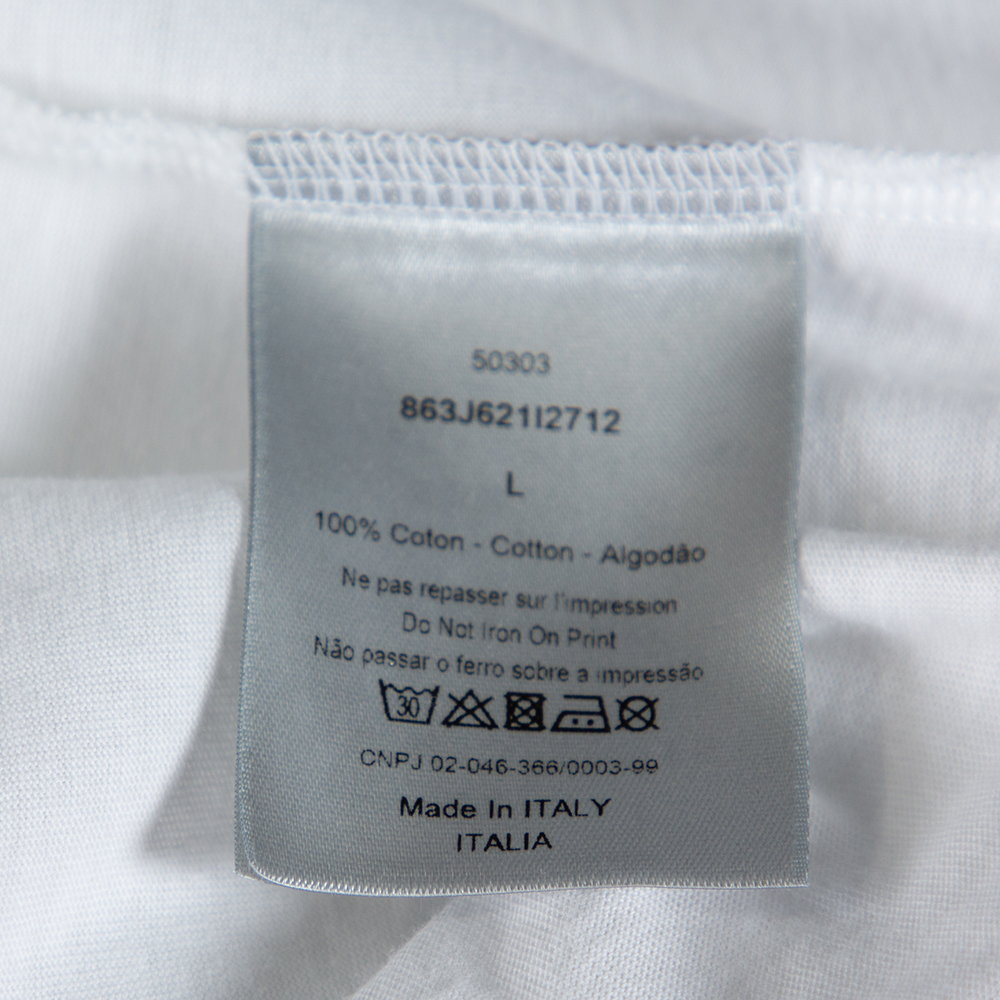 50303
863J621I2712
L
100% Coton - Cotton - Algodão
Ne pas repasser sur l'impression
Do Not Iron On Print
Não passar o ferro sobre a impressão
30
CNPJ 02-046-366/0003-99
Made In ITALY
ITALIA